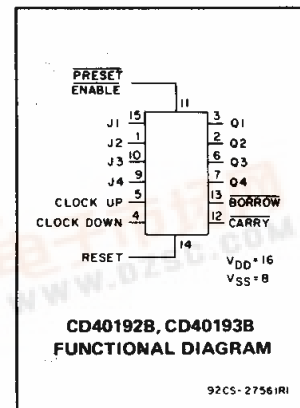 PRESET
ENABLE
11
J1 15 3 Q1
J2 1 2 Q2
J3 10 6 Q3
J4 9 7 Q4
CLOCK UP 5 13 BORROW
CLOCK DOWN 4 12 CARRY
RESET 14
VDD=16
VSS=8
CD40192B, CD40193B
FUNCTIONAL DIAGRAM
92CS-27561R1